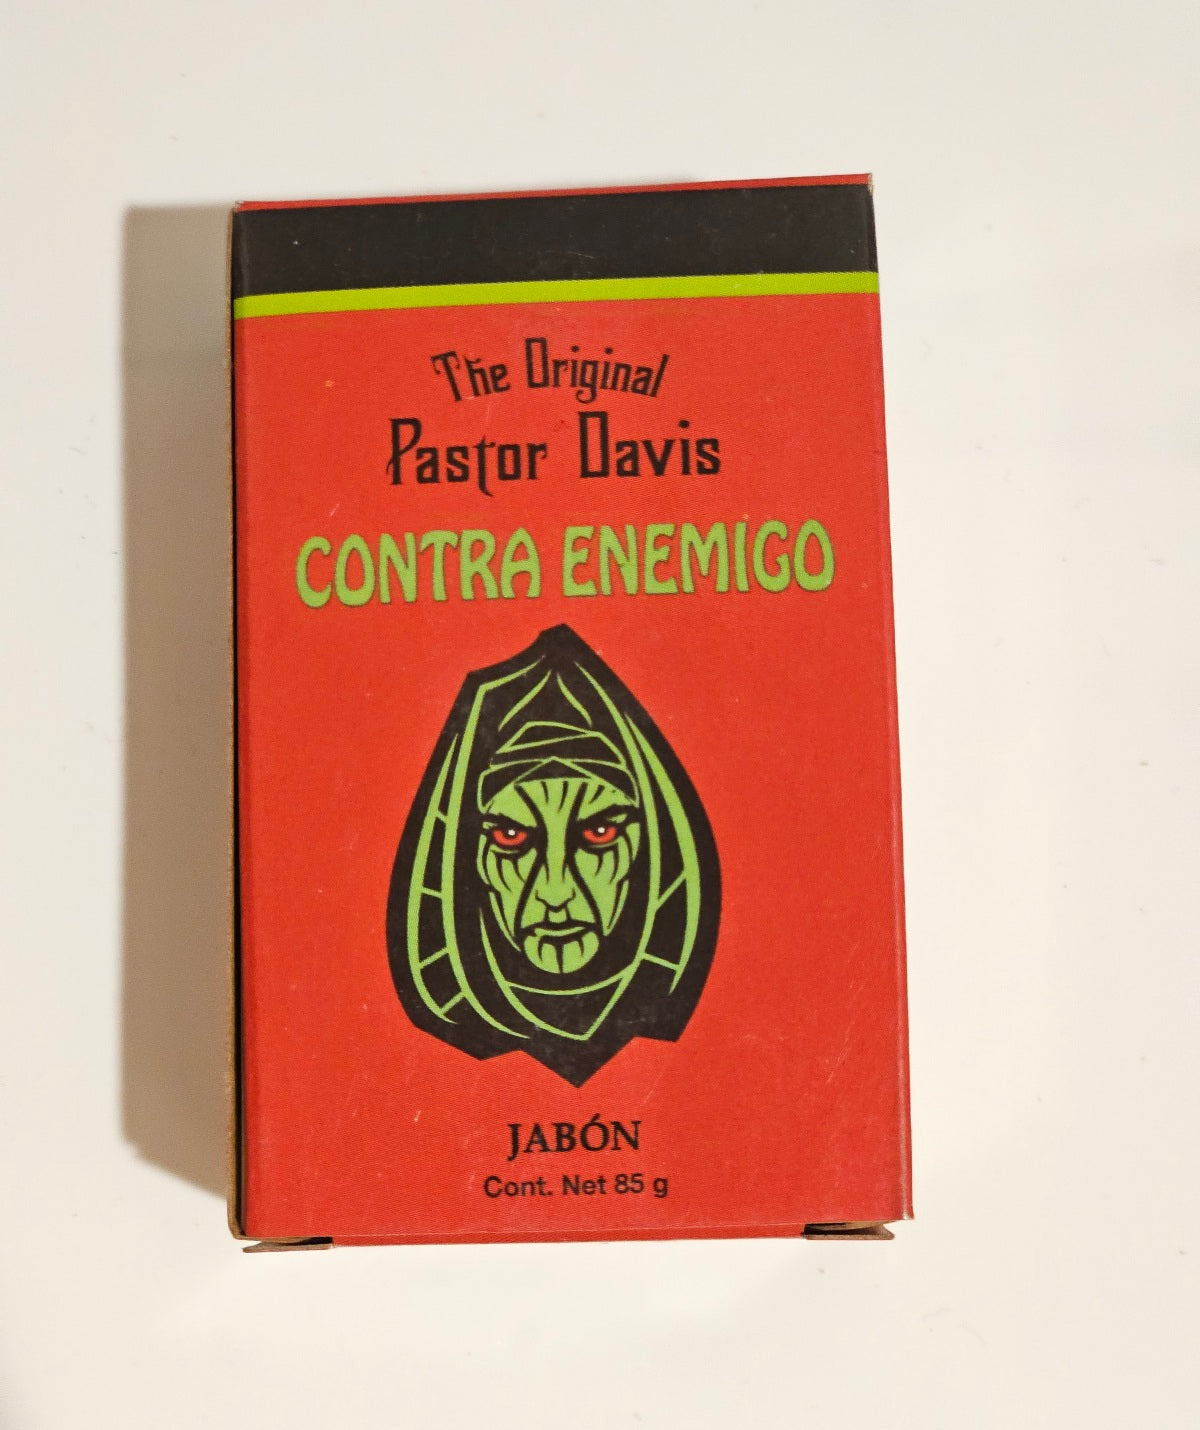 The Original
Pastor Davis
CONTRA ENEMIGO
JABÓN
Cont. Net 85 g